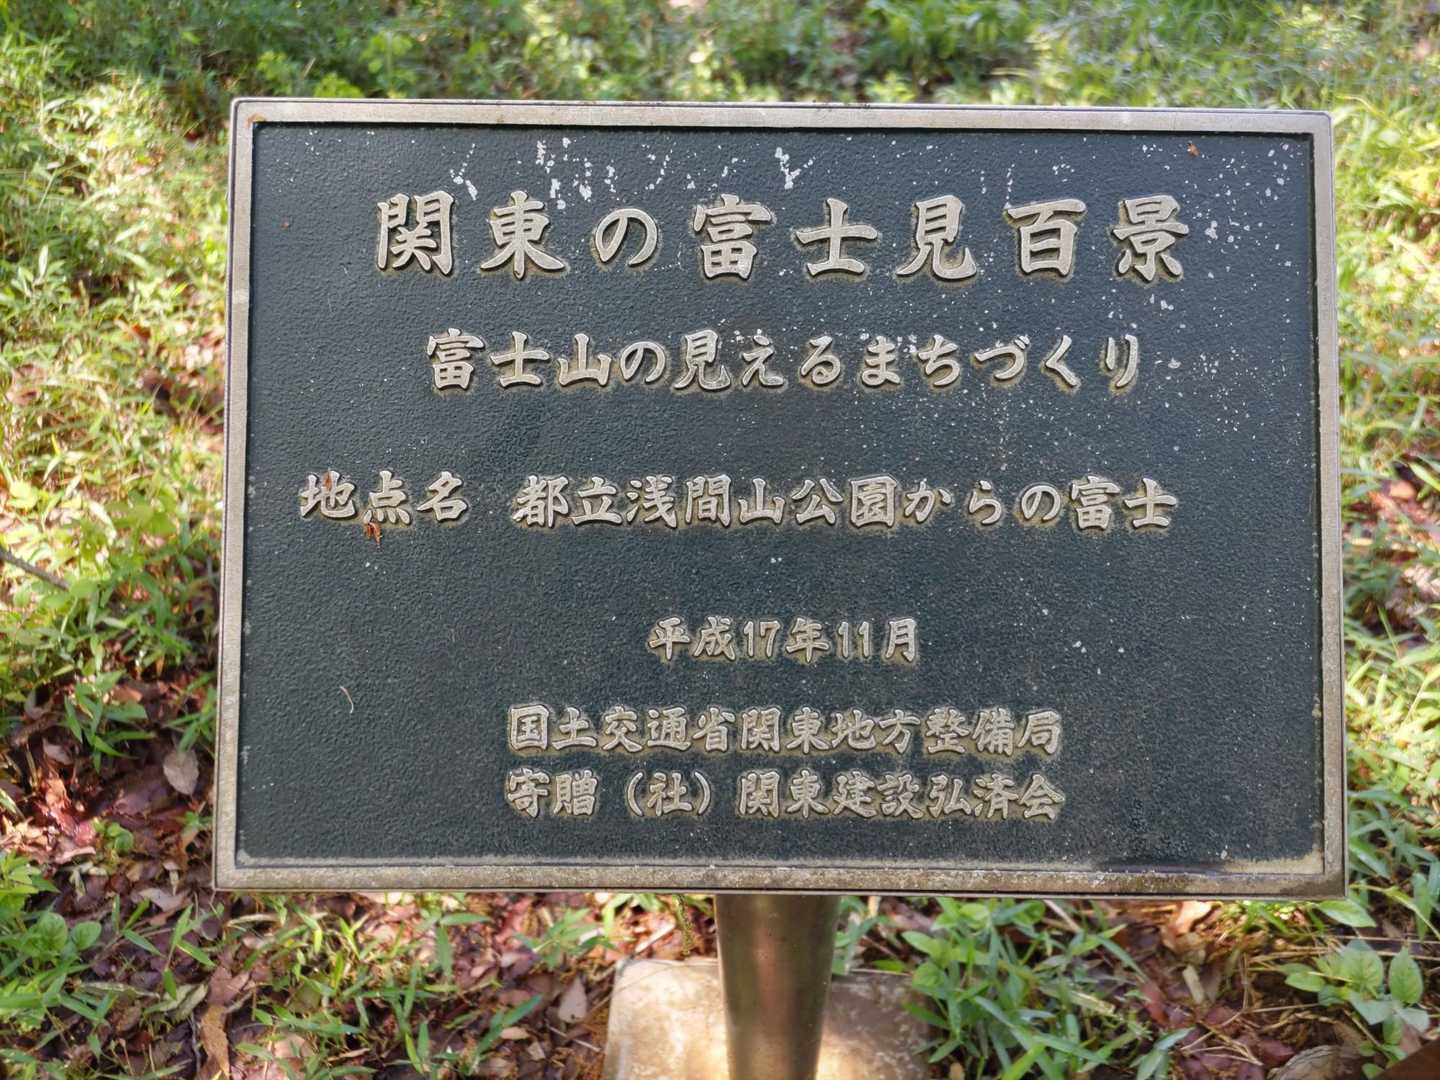 関東の富士見百景
富士山の見えるまちづくり
地点名 都立浅間山公園からの富士
平成17年11月
国土交通省関東地方整備局
寄贈（社）関東建設弘済会